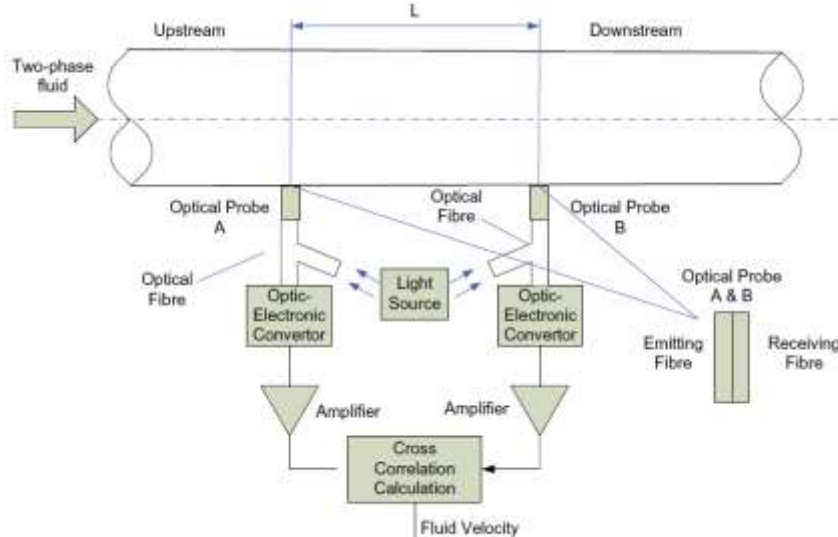 L
Upstream
Downstream
Two-phase
fluid
Optical Probe
A
Optical
Fibre
Optical Probe
B
Optical
Fibre
Light
Source
Optic-
Electronic
Convertor
Optic-
Electronic
Convertor
Optical Probe
A & B
Emitting
Fibre
Receiving
Fibre
Amplifier
Amplifier
Cross
Correlation
Calculation
Fluid Velocity